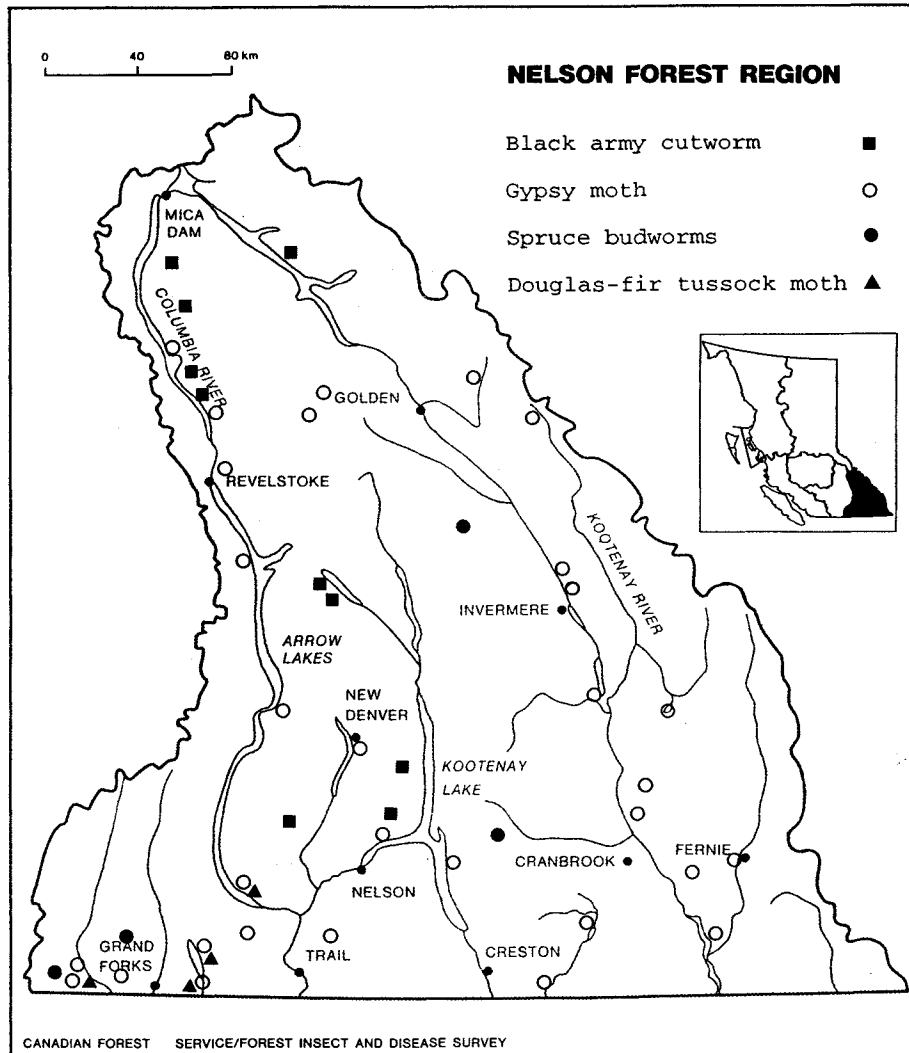 0 40 80 km
NELSON FOREST REGION
Black army cutworm
Gypsy moth
Spruce budworms
Douglas-fir tussock moth
MICA
DAM
COLUMBIA RIVER
GOLDEN
REVELSTOKE
KOOTENAY RIVER
INVERMERE
ARROW
LAKES
NEW
DENVER
KOOTENAY
LAKE
CRANBROOK
FERNIE
NELSON
GRAND
FORKS
TRAIL
CRESTON
CANADIAN FOREST SERVICE/FOREST INSECT AND DISEASE SURVEY